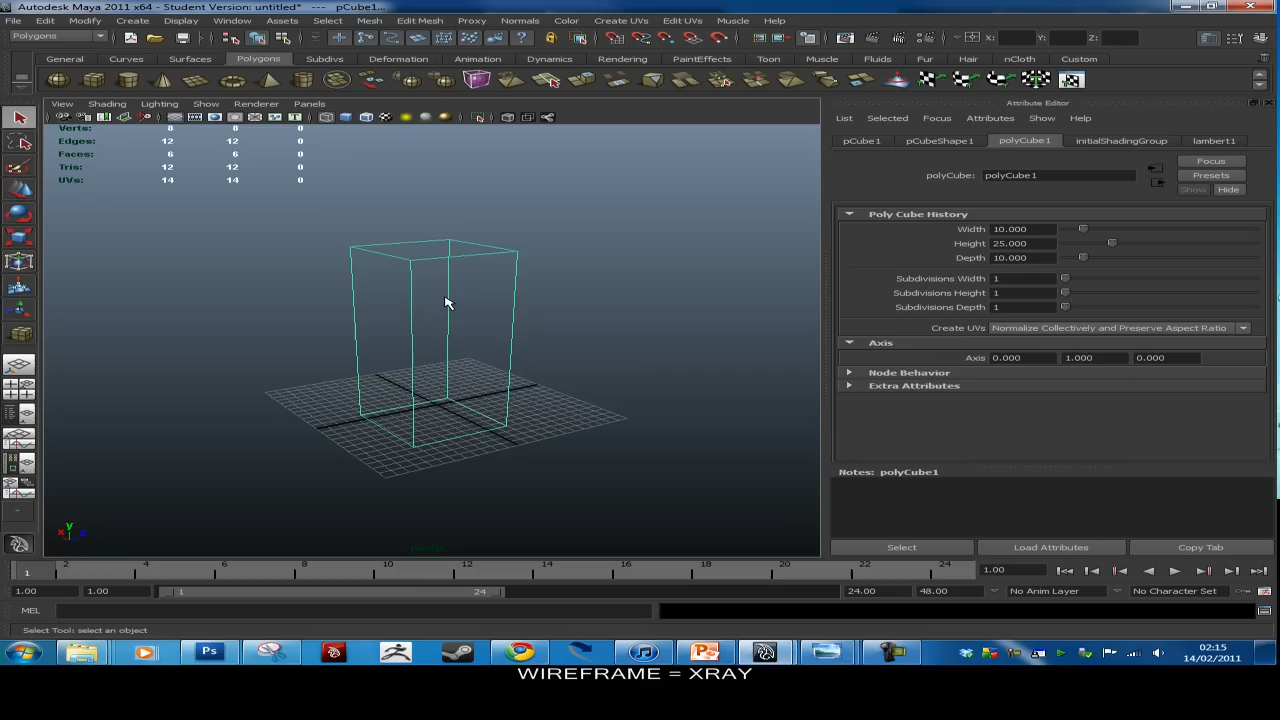 Autodesk Maya 2011 x64 - Student Version: untitled* --- pCube1...
File Edit Modify Create Display Window Assets Select Mesh Edit Mesh Proxy Normals Color Create UVs Edit UVs Muscle Help
Polygons X: Y: Z:
General Curves Surfaces Polygons Subdivs Deformation Animation Dynamics Rendering PaintEffects Toon Muscle Fluids Fur Hair nCloth Custom
View Shading Lighting Show Renderer Panels
Verts: 8 8 0
Edges: 12 12 0
Faces: 6 6 0
Tris: 12 12 0
UVs: 14 14 0
y
x z
persp
Attribute Editor
List Selected Focus Attributes Show Help
pCube1 pCubeShape1 polyCube1 initialShadingGroup lambert1
polyCube: polyCube1
Focus
Presets
Show Hide
Poly Cube History
Width 10.000
Height 25.000
Depth 10.000
Subdivisions Width 1
Subdivisions Height 1
Subdivisions Depth 1
Create UVs Normalize Collectively and Preserve Aspect Ratio
Axis
Axis 0.000 1.000 0.000
Node Behavior
Extra Attributes
Notes: polyCube1
Select Load Attributes Copy Tab
1 2 4 6 8 10 12 14 16 18 20 22 24 1.00
1.00 1.00 1 24 24.00 48.00 No Anim Layer No Character Set
MEL
Select Tool: select an object
Ps
02:15
14/02/2011
WIREFRAME = XRAY